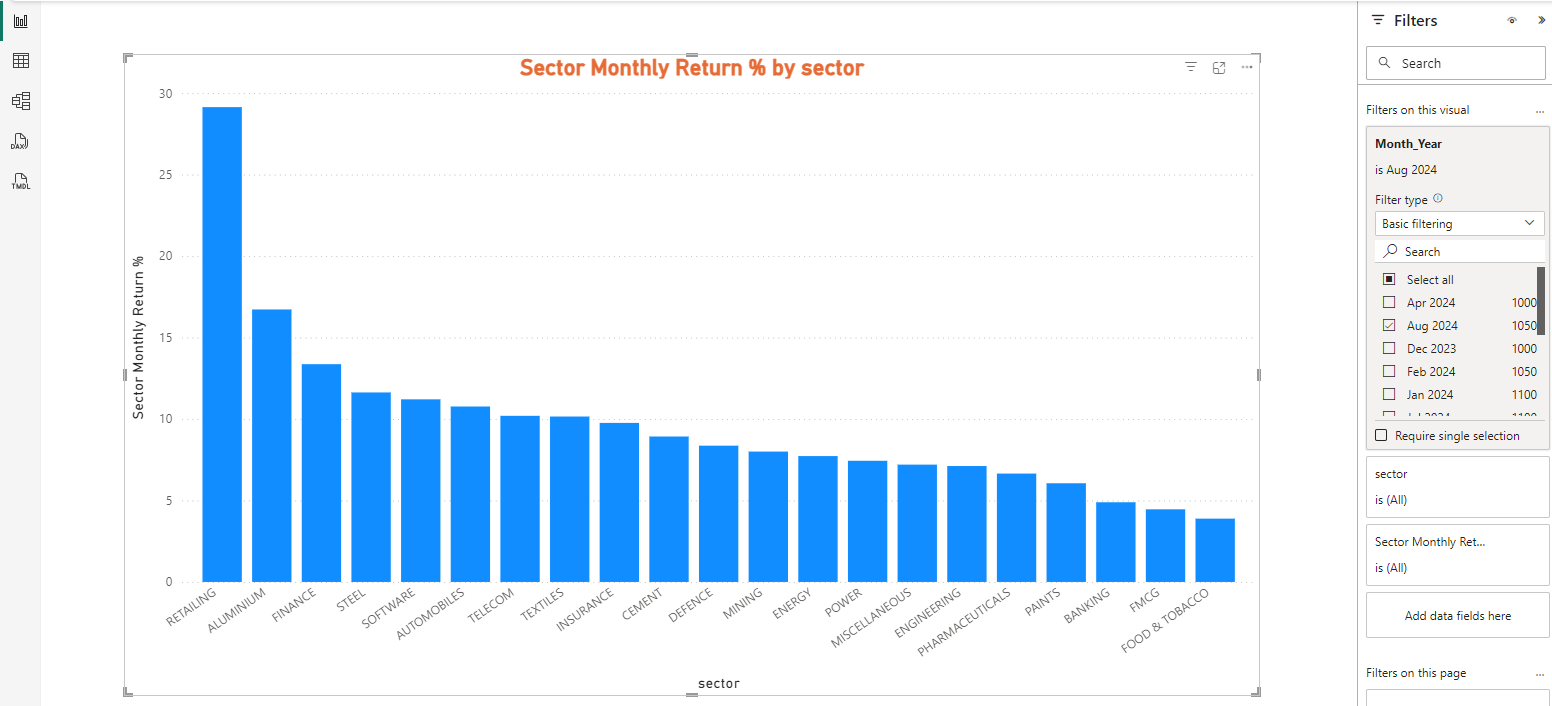 Sector Monthly Return % by sector
Sector Monthly Return %
30
25
20
15
10
5
0
RETAILING
ALUMINIUM
FINANCE
STEEL
SOFTWARE
AUTOMOBILES
TELECOM
TEXTILES
INSURANCE
CEMENT
DEFENCE
MINING
ENERGY
POWER
MISCELLANEOUS
ENGINEERING
PHARMACEUTICALS
PAINTS
BANKING
FMCG
FOOD & TOBACCO
sector
DAX
TMDL
Filters
Search
Filters on this visual
Month_Year
is Aug 2024
Filter type
Basic filtering
Search
Select all
Apr 2024 1000
Aug 2024 1050
Dec 2023 1000
Feb 2024 1050
Jan 2024 1100
Require single selection
sector
is (All)
Sector Monthly Ret...
is (All)
Add data fields here
Filters on this page